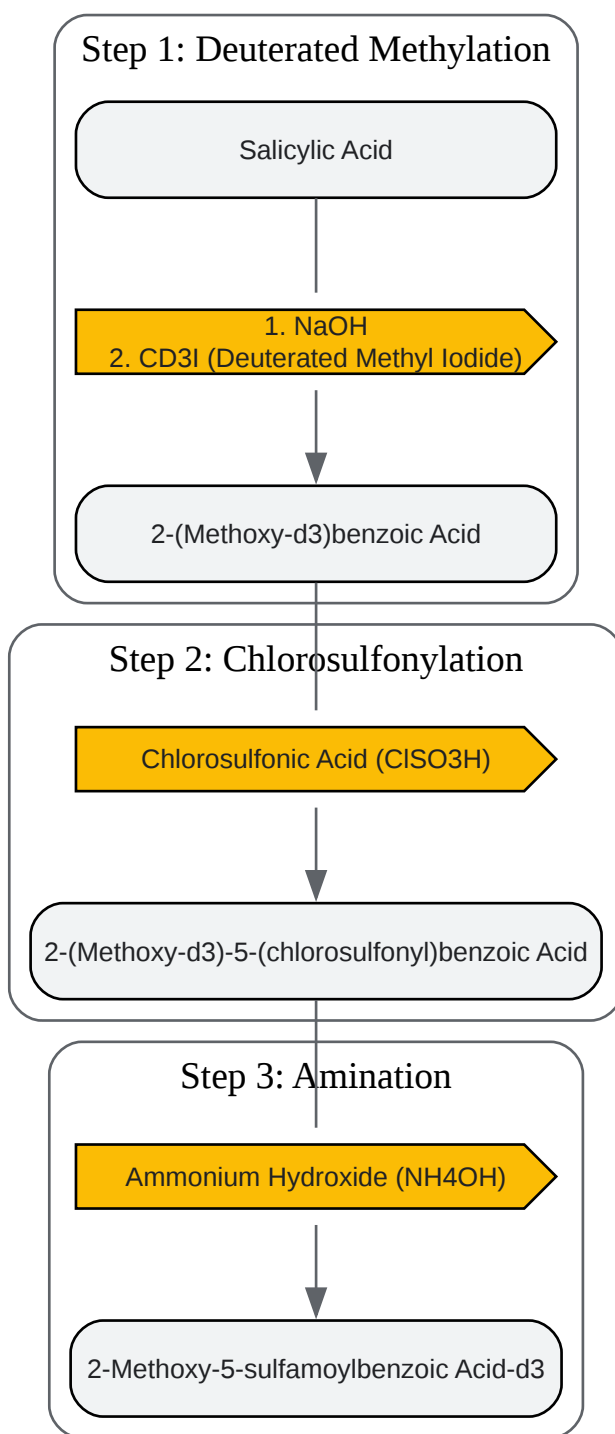 Step 1: Deuterated Methylation
Salicylic Acid
1. NaOH
2. CD3I (Deuterated Methyl Iodide)
2-(Methoxy-d3)benzoic Acid
Step 2: Chlorosulfonylation
Chlorosulfonic Acid (ClSO3H)
2-(Methoxy-d3)-5-(chlorosulfonyl)benzoic Acid
Step 3: Amination
Ammonium Hydroxide (NH4OH)
2-Methoxy-5-sulfamoylbenzoic Acid-d3